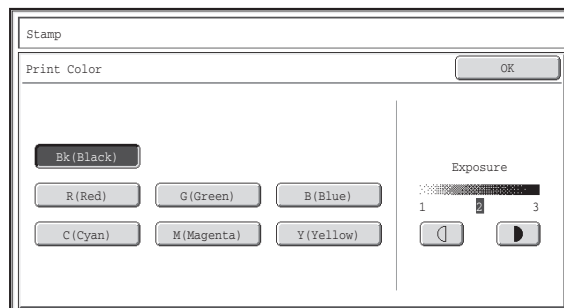 Stamp
Print Color
OK
Bk(Black)
R(Red) G(Green) B(Blue)
C(Cyan) M(Magenta) Y(Yellow)
Exposure
1 2 3